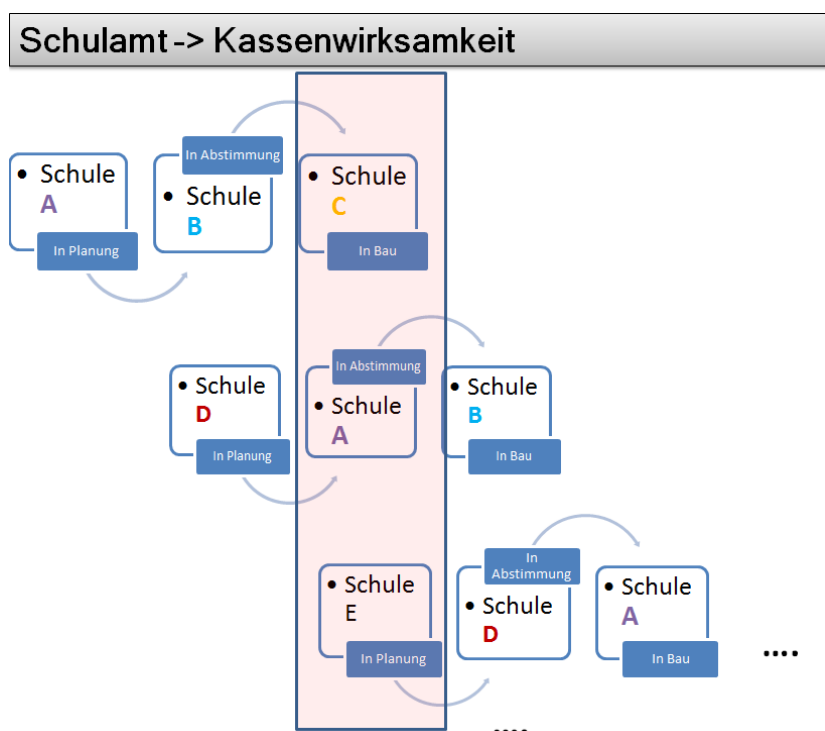 Schulamt -> Kassenwirksamkeit
• Schule
A
In Planung
In Abstimmung
• Schule
B
• Schule
C
In Bau
• Schule
D
In Planung
In Abstimmung
• Schule
A
• Schule
B
In Bau
• Schule
E
In Planung
In
Abstimmung
• Schule
D
• Schule
A
In Bau
....
....